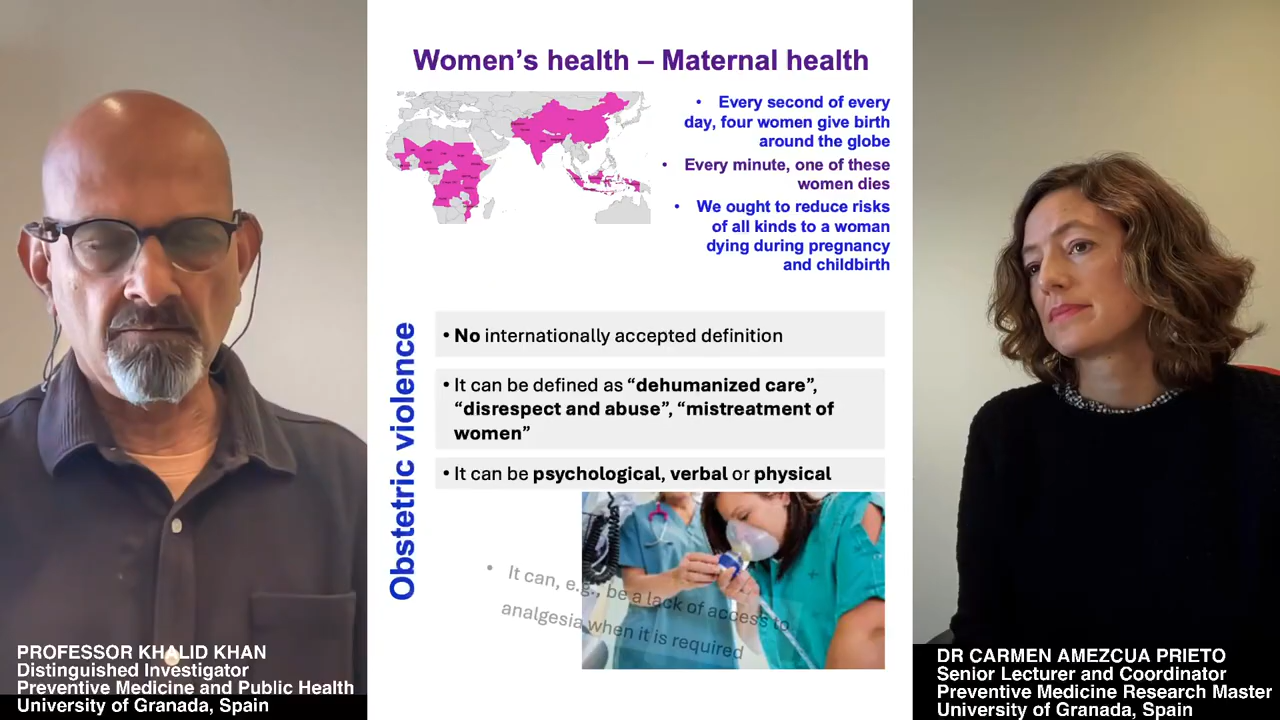 Women’s health – Maternal health
• Every second of every
day, four women give birth
around the globe
• Every minute, one of these
women dies
• We ought to reduce risks
of all kinds to a woman
dying during pregnancy
and childbirth
Obstetric violence
• No internationally accepted definition
• It can be defined as “dehumanized care”,
“disrespect and abuse”, “mistreatment of
women”
• It can be psychological, verbal or physical
• It can, e.g., be a lack of access to
analgesia when it is required
PROFESSOR KHALID KHAN
Distinguished Investigator
Preventive Medicine and Public Health
University of Granada, Spain
DR CARMEN AMEZCUA PRIETO
Senior Lecturer and Coordinator
Preventive Medicine Research Master
University of Granada, Spain